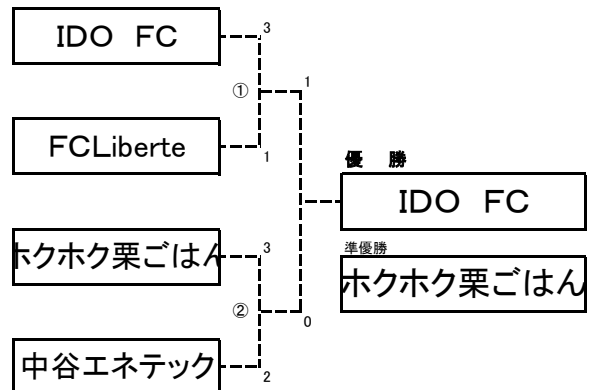 IDO FC
3
①
1
FCLiberte
1
優 勝
IDO FC
ホクホク栗ごはん
3
準優勝
ホクホク栗ごはん
②
0
中谷エネテック
2